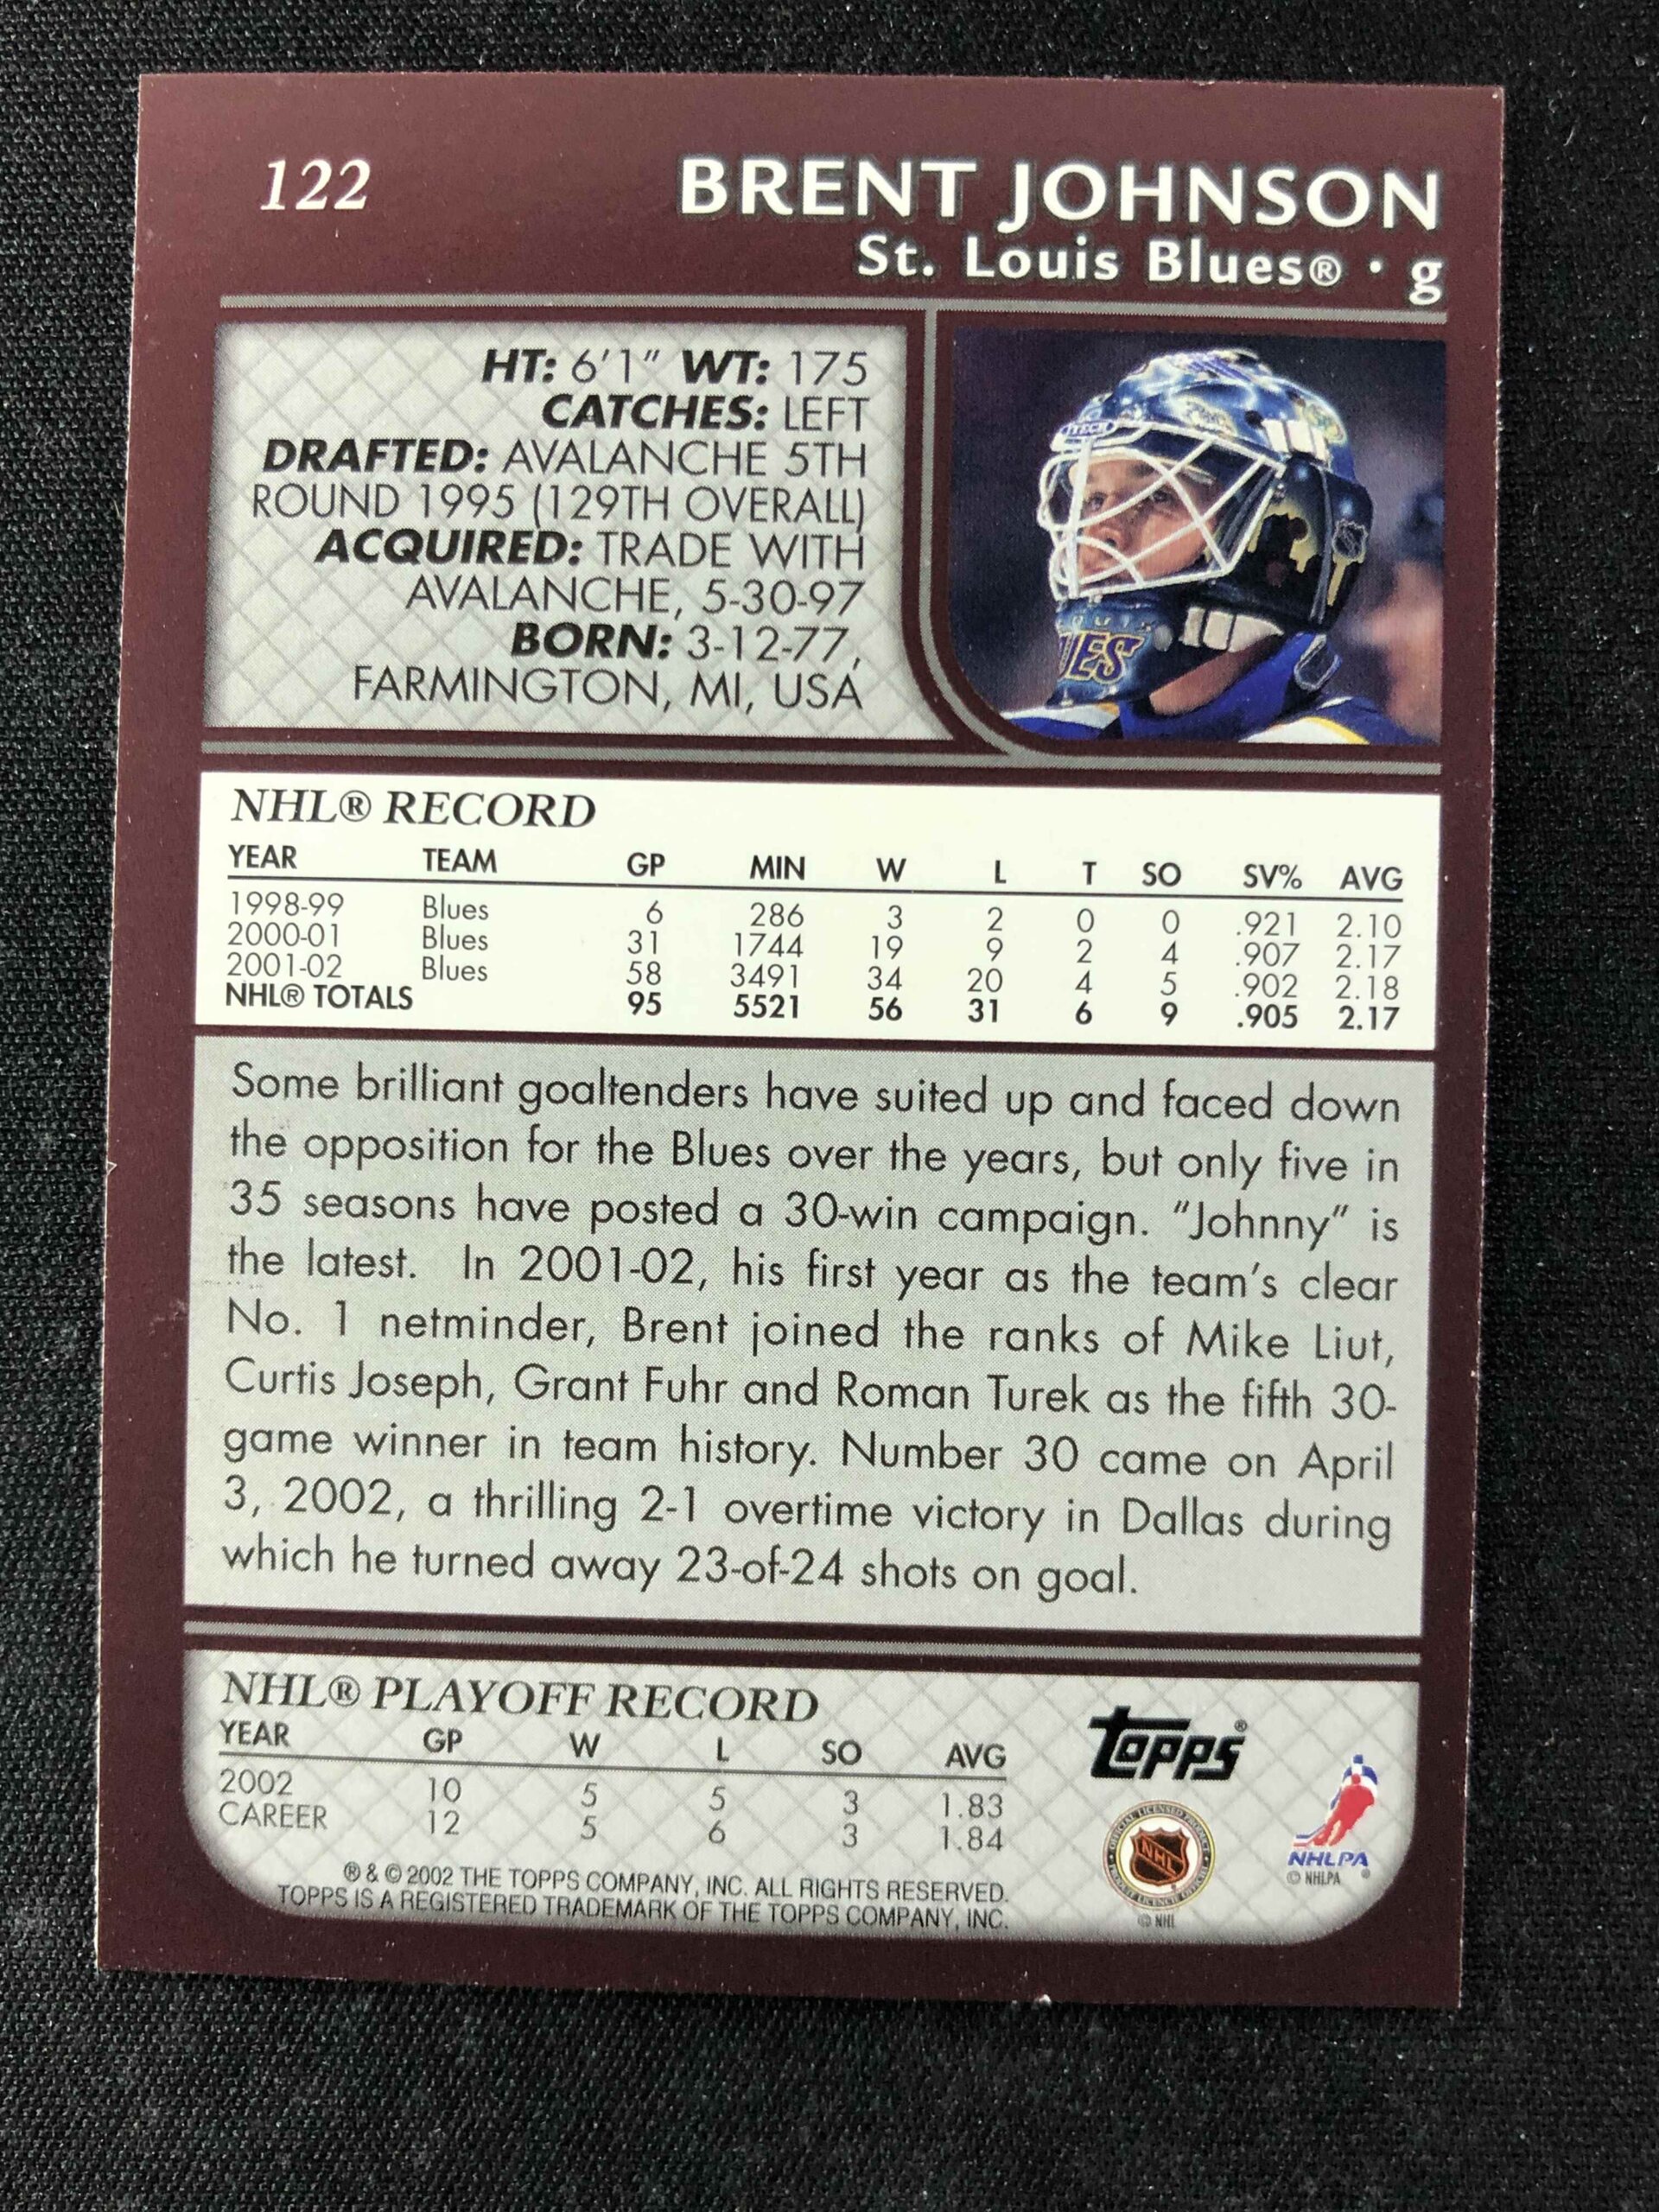 122
BRENT JOHNSON
St. Louis Blues® · g
HT: 6'1" WT: 175
CATCHES: LEFT
DRAFTED: AVALANCHE 5TH
ROUND 1995 (129TH OVERALL)
ACQUIRED: TRADE WITH
AVALANCHE, 5-30-97
BORN: 3-12-77,
FARMINGTON, MI, USA
ITECH
UES
NHL® RECORD
YEAR TEAM GP MIN W L T SO SV% AVG
1998-99 Blues 6 286 3 2 0 0 .921 2.10
2000-01 Blues 31 1744 19 9 2 4 .907 2.17
2001-02 Blues 58 3491 34 20 4 5 .902 2.18
NHL® TOTALS 95 5521 56 31 6 9 .905 2.17
Some brilliant goaltenders have suited up and faced down
the opposition for the Blues over the years, but only five in
35 seasons have posted a 30-win campaign. "Johnny" is
the latest. In 2001-02, his first year as the team's clear
No. 1 netminder, Brent joined the ranks of Mike Liut,
Curtis Joseph, Grant Fuhr and Roman Turek as the fifth 30-
game winner in team history. Number 30 came on April
3, 2002, a thrilling 2-1 overtime victory in Dallas during
which he turned away 23-of-24 shots on goal.
NHL® PLAYOFF RECORD
YEAR GP W L SO AVG
2002 10 5 5 3 1.83
CAREER 12 5 6 3 1.84
® & © 2002 THE TOPPS COMPANY, INC. ALL RIGHTS RESERVED.
TOPPS IS A REGISTERED TRADEMARK OF THE TOPPS COMPANY, INC.
topps®
OFFICIAL LICENSED PRODUCT
NHL
© NHL
NHLPA®
© NHLPA